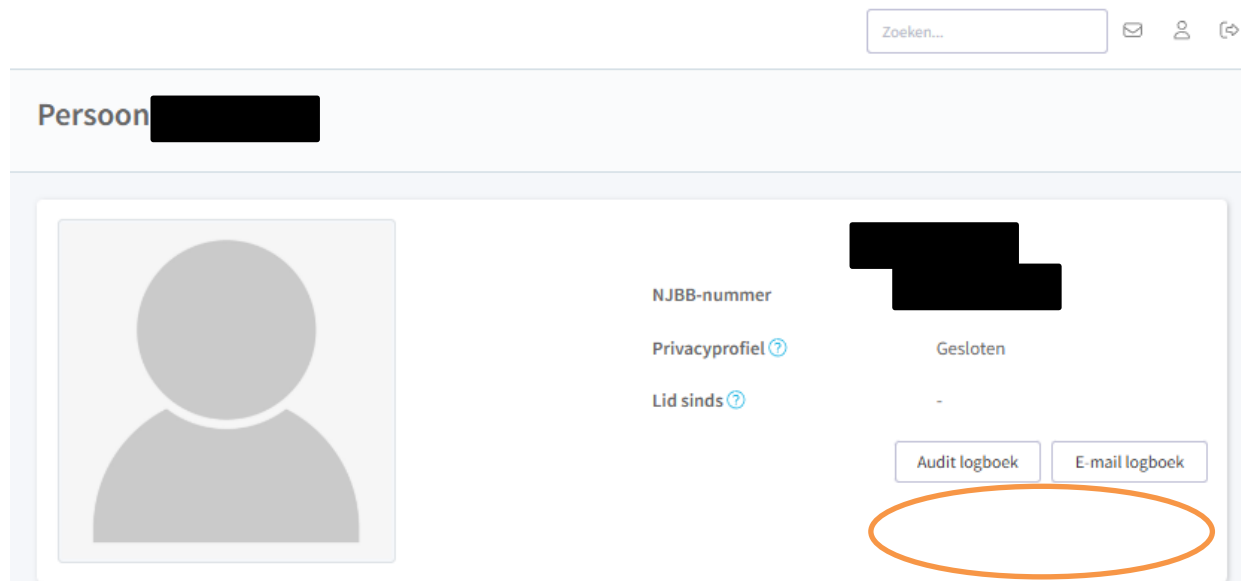 Zoeken...
Persoon
NJBB-nummer
Privacyprofiel ? Gesloten
Lid sinds ? -
Audit logboek E-mail logboek